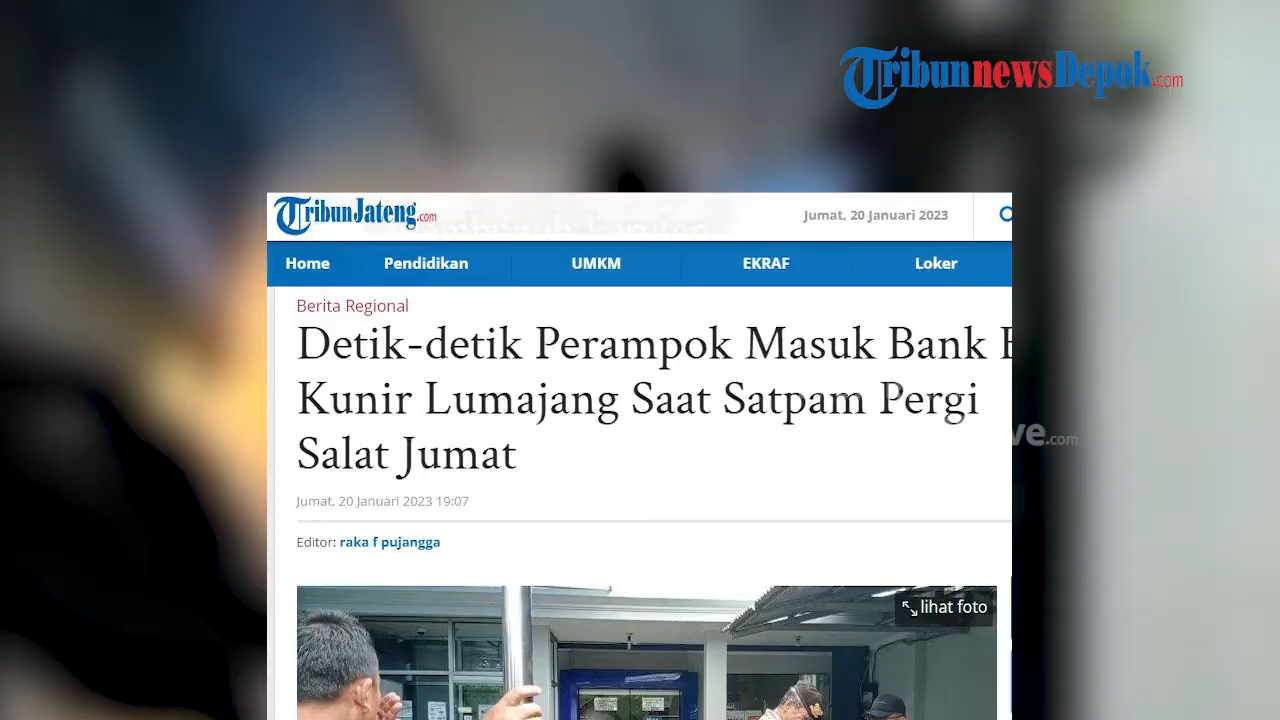 TribunnewsDepok.com
TribunJateng.com
Jumat, 20 Januari 2023
Home Pendidikan UMKM EKRAF Loker
Berita Regional
Detik-detik Perampok Masuk Bank
Kunir Lumajang Saat Satpam Pergi
Salat Jumat
ve.com
Jumat, 20 Januari 2023 19:07
Editor: raka f pujangga
lihat foto